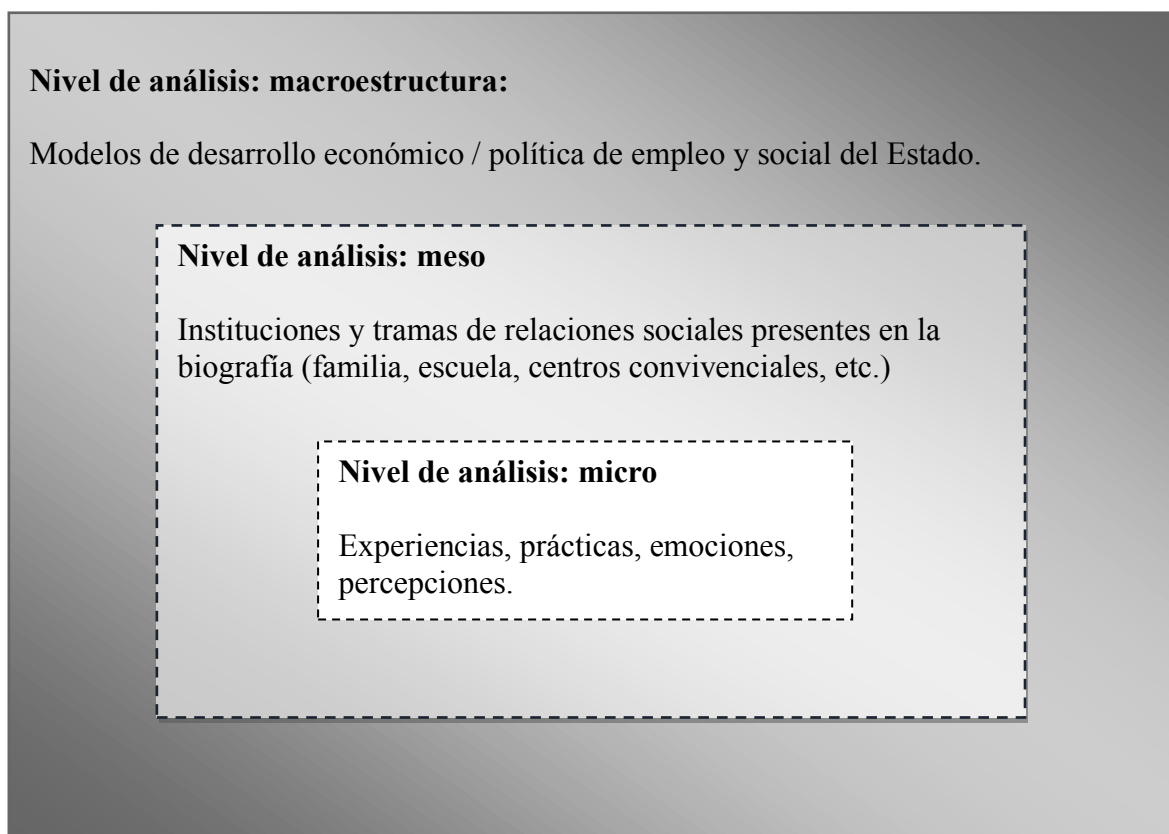 Nivel de análisis: macroestructura:
Modelos de desarrollo económico / política de empleo y social del Estado.
Nivel de análisis: meso
Instituciones y tramas de relaciones sociales presentes en la
biografía (familia, escuela, centros convivenciales, etc.)
Nivel de análisis: micro
Experiencias, prácticas, emociones,
percepciones.